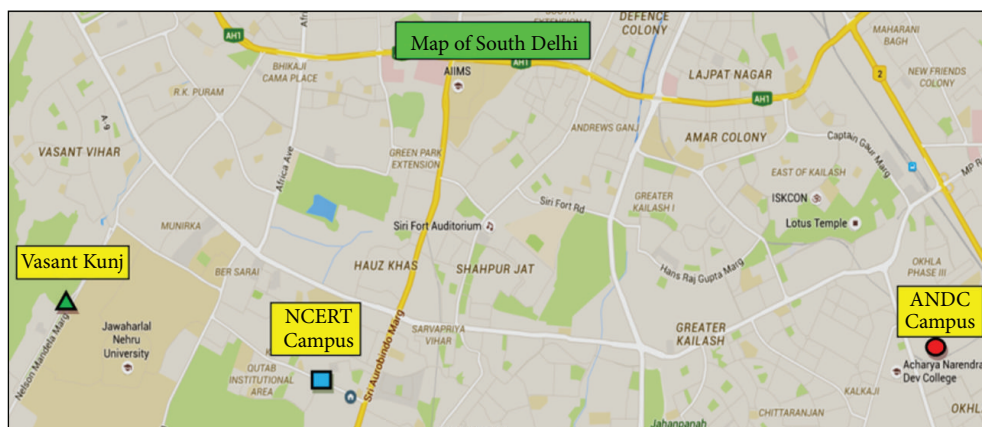 Map of South Delhi
SOUTH
EXTENSION I
DEFENCE
COLONY
MAHARANI
BAGH
AH1
AH1
AH1
2
BHIKAJI
CAMA PLACE
AIIMS
LAJPAT NAGAR
NEW FRIENDS
COLONY
R.K. PURAM
A-9
ANDREWS GANJ
AMAR COLONY
Captain Gaur Marg
VASANT VIHAR
GREEN PARK
EXTENSION
Africa Ave
EAST OF KAILASH
ISKCON
GREATER
KAILASH I
Siri Fort Rd
MUNIRKA
Siri Fort Auditorium
Lotus Temple
Vasant Kunj
BER SARAI
HAUZ KHAS
SHAHPUR JAT
Hans Raj Gupta Marg
OKHLA
PHASE III
NCERT
Campus
ANDC
Campus
Nelson Mandela Marg
Jawaharlal
Nehru
University
SARVAPRIYA
VIHAR
Sri Aurobindo Marg
GREATER
KAILASH
QUTAB
INSTITUTIONAL
AREA
Acharya Narendra
Dev College
KALKAJI
CHITTARANJAN
Jahanpanah